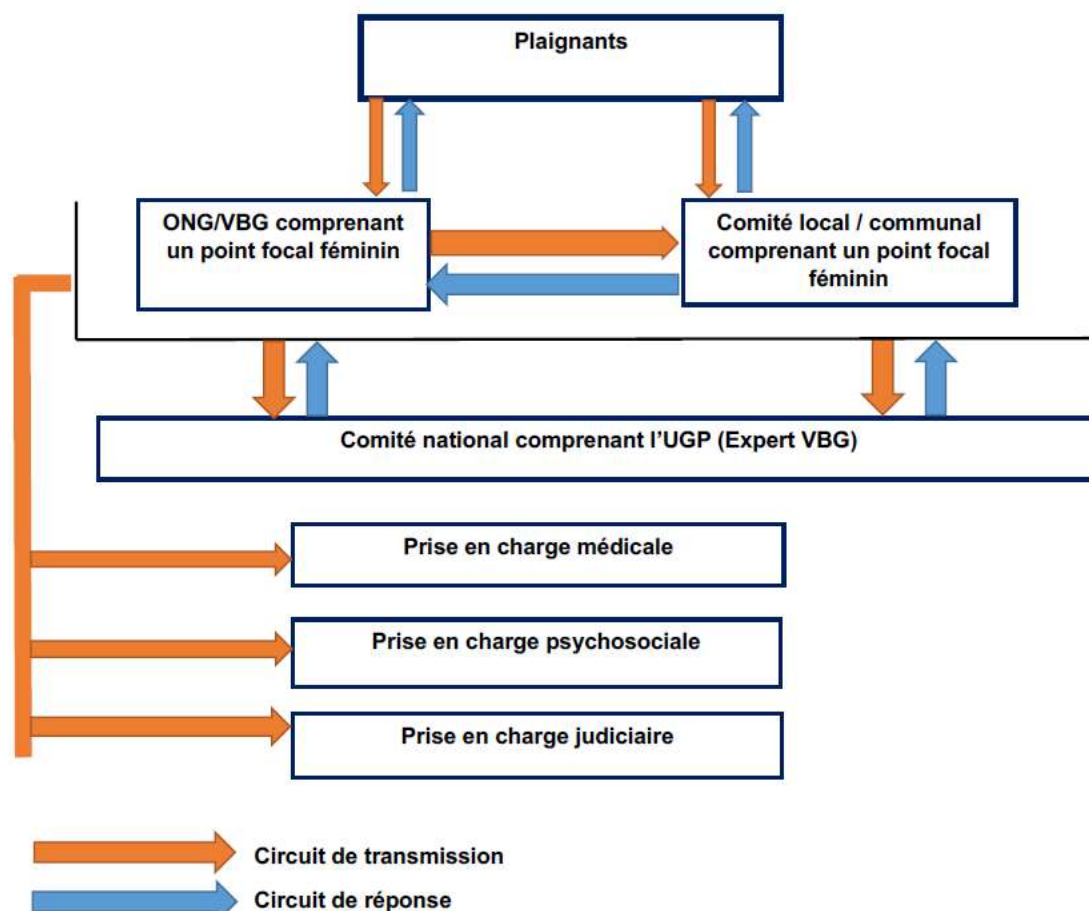 Plaignants
ONG/VBG comprenant
un point focal féminin
Comité local / communal
comprenant un point focal
féminin
Comité national comprenant l’UGP (Expert VBG)
Prise en charge médicale
Prise en charge psychosociale
Prise en charge judiciaire
Circuit de transmission
Circuit de réponse